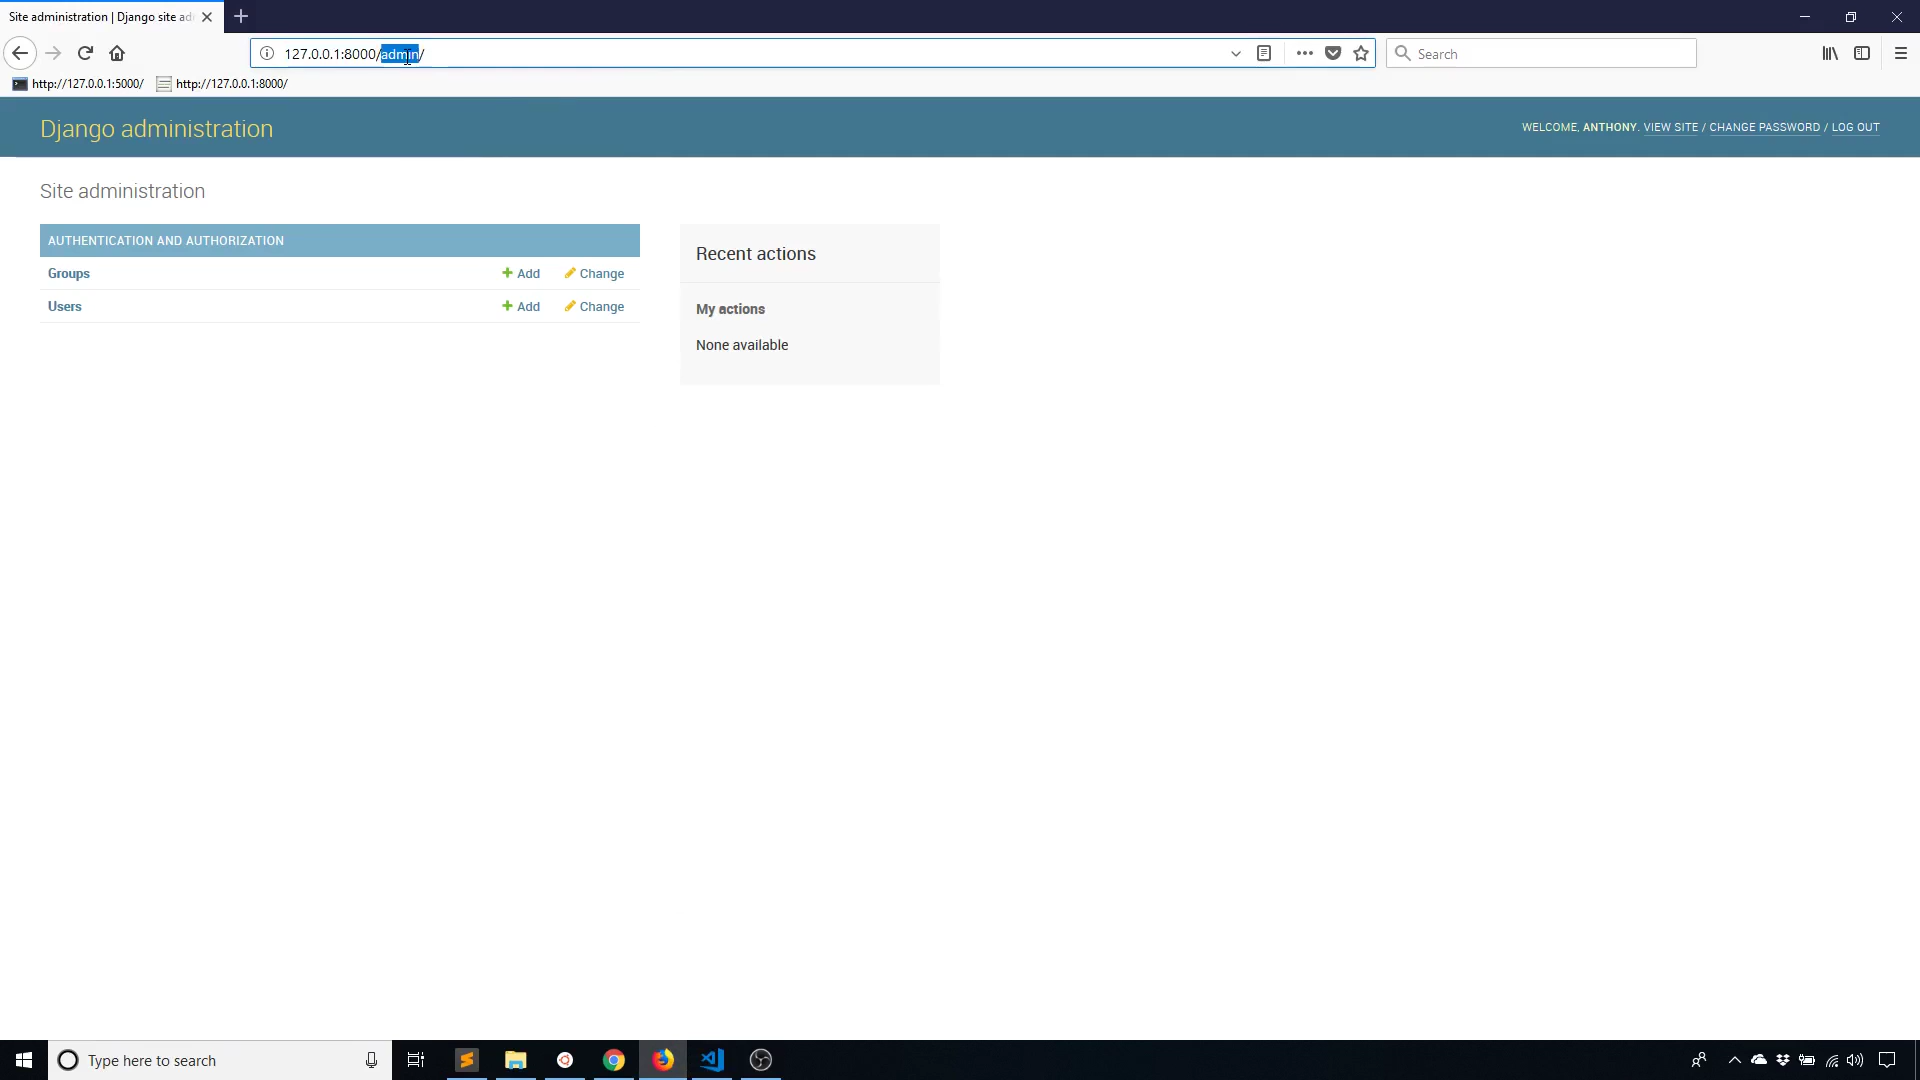 Site administration | Django site ad
127.0.0.1:8000/admin/
Search
http://127.0.0.1:5000/ http://127.0.0.1:8000/
Django administration
WELCOME, ANTHONY. VIEW SITE / CHANGE PASSWORD / LOG OUT
Site administration
AUTHENTICATION AND AUTHORIZATION
Groups Add Change
Users Add Change
Recent actions
My actions
None available
Type here to search